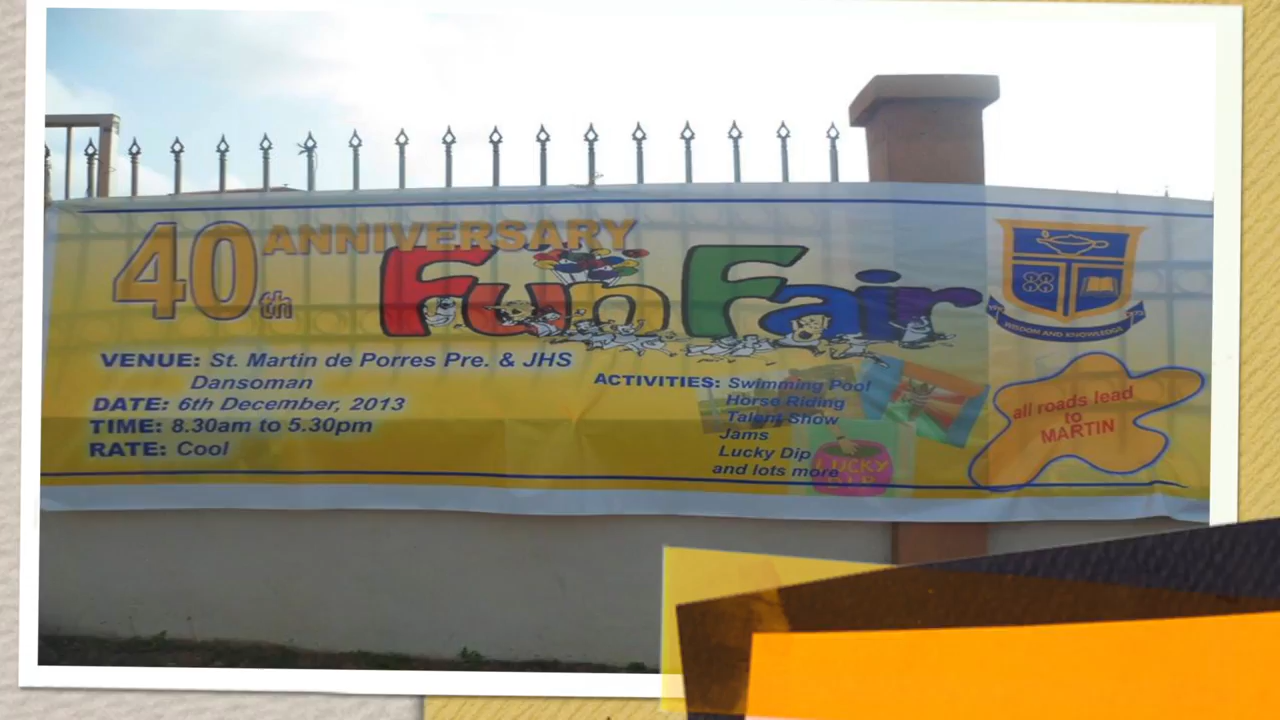 40th ANNIVERSARY
Fun Fair
VENUE: St. Martin de Porres Pre. & JHS
Dansoman
DATE: 6th December, 2013
TIME: 8.30am to 5.30pm
RATE: Cool
ACTIVITIES: Swimming Pool
Horse Riding
Talent Show
Jams
Lucky Dip
and lots more
LUCKY
DIP
WISDOM AND KNOWLEDGE
all roads lead
to
MARTIN